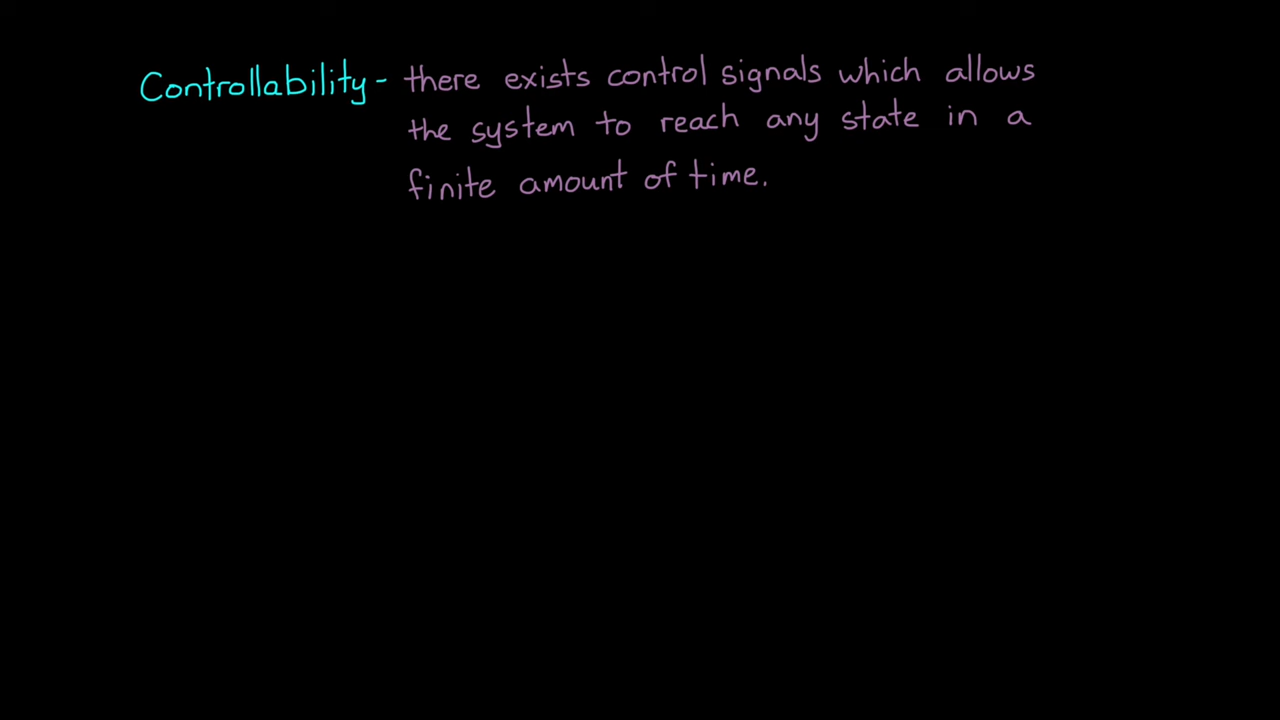 Controllability - there exists control signals which allows
the system to reach any state in a
finite amount of time.